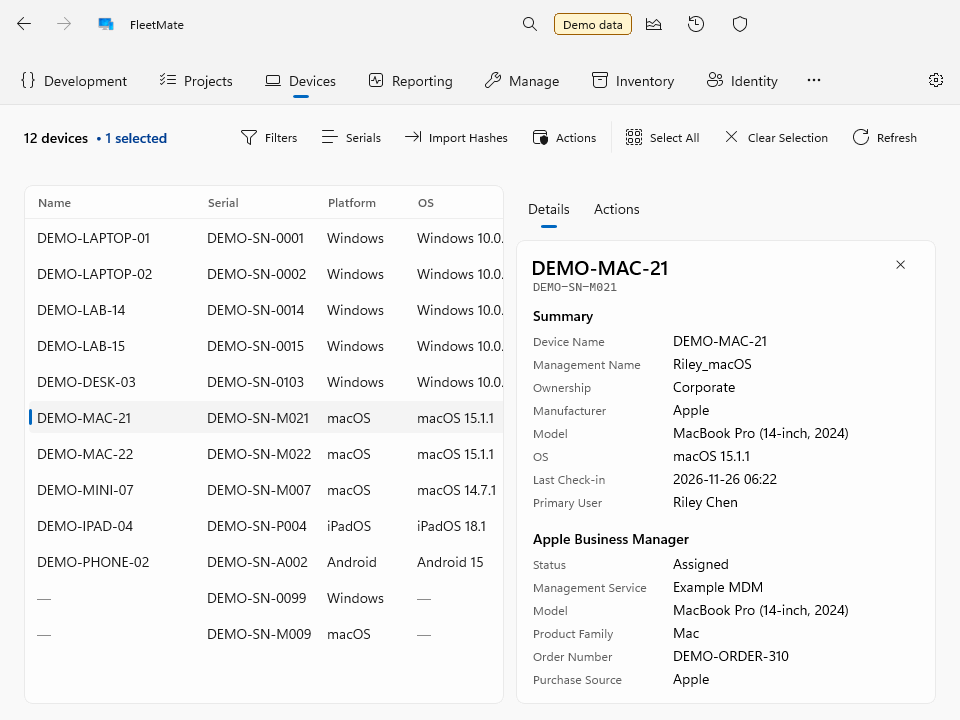 FleetMate
Demo data
Development
Projects
Devices
Reporting
Manage
Inventory
Identity
12 devices • 1 selected
Filters
Serials
Import Hashes
Actions
Select All
Clear Selection
Refresh
Name Serial Platform OS
DEMO-LAPTOP-01 DEMO-SN-0001 Windows Windows 10.0.
DEMO-LAPTOP-02 DEMO-SN-0002 Windows Windows 10.0.
DEMO-LAB-14 DEMO-SN-0014 Windows Windows 10.0.
DEMO-LAB-15 DEMO-SN-0015 Windows Windows 10.0.
DEMO-DESK-03 DEMO-SN-0103 Windows Windows 10.0.
DEMO-MAC-21 DEMO-SN-M021 macOS macOS 15.1.1
DEMO-MAC-22 DEMO-SN-M022 macOS macOS 15.1.1
DEMO-MINI-07 DEMO-SN-M007 macOS macOS 14.7.1
DEMO-IPAD-04 DEMO-SN-P004 iPadOS iPadOS 18.1
DEMO-PHONE-02 DEMO-SN-A002 Android Android 15
— DEMO-SN-0099 Windows —
— DEMO-SN-M009 macOS —
Details
Actions
DEMO-MAC-21
DEMO-SN-M021
Summary
Device Name DEMO-MAC-21
Management Name Riley_macOS
Ownership Corporate
Manufacturer Apple
Model MacBook Pro (14-inch, 2024)
OS macOS 15.1.1
Last Check-in 2026-11-26 06:22
Primary User Riley Chen
Apple Business Manager
Status Assigned
Management Service Example MDM
Model MacBook Pro (14-inch, 2024)
Product Family Mac
Order Number DEMO-ORDER-310
Purchase Source Apple